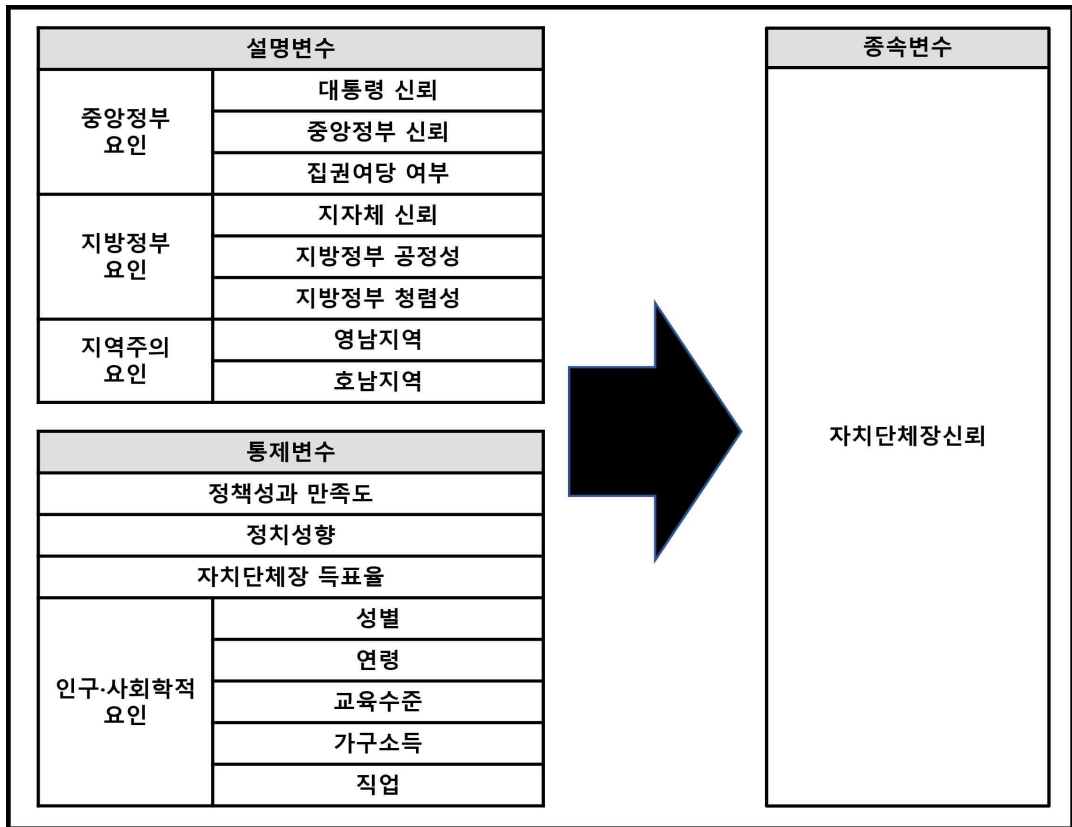 설명변수
중앙정부
요인
대통령 신뢰
중앙정부 신뢰
집권여당 여부
지방정부
요인
지자체 신뢰
지방정부 공정성
지방정부 청렴성
지역주의
요인
영남지역
호남지역
통제변수
정책성과 만족도
정치성향
자치단체장 득표율
인구·사회학적
요인
성별
연령
교육수준
가구소득
직업
종속변수
자치단체장신뢰